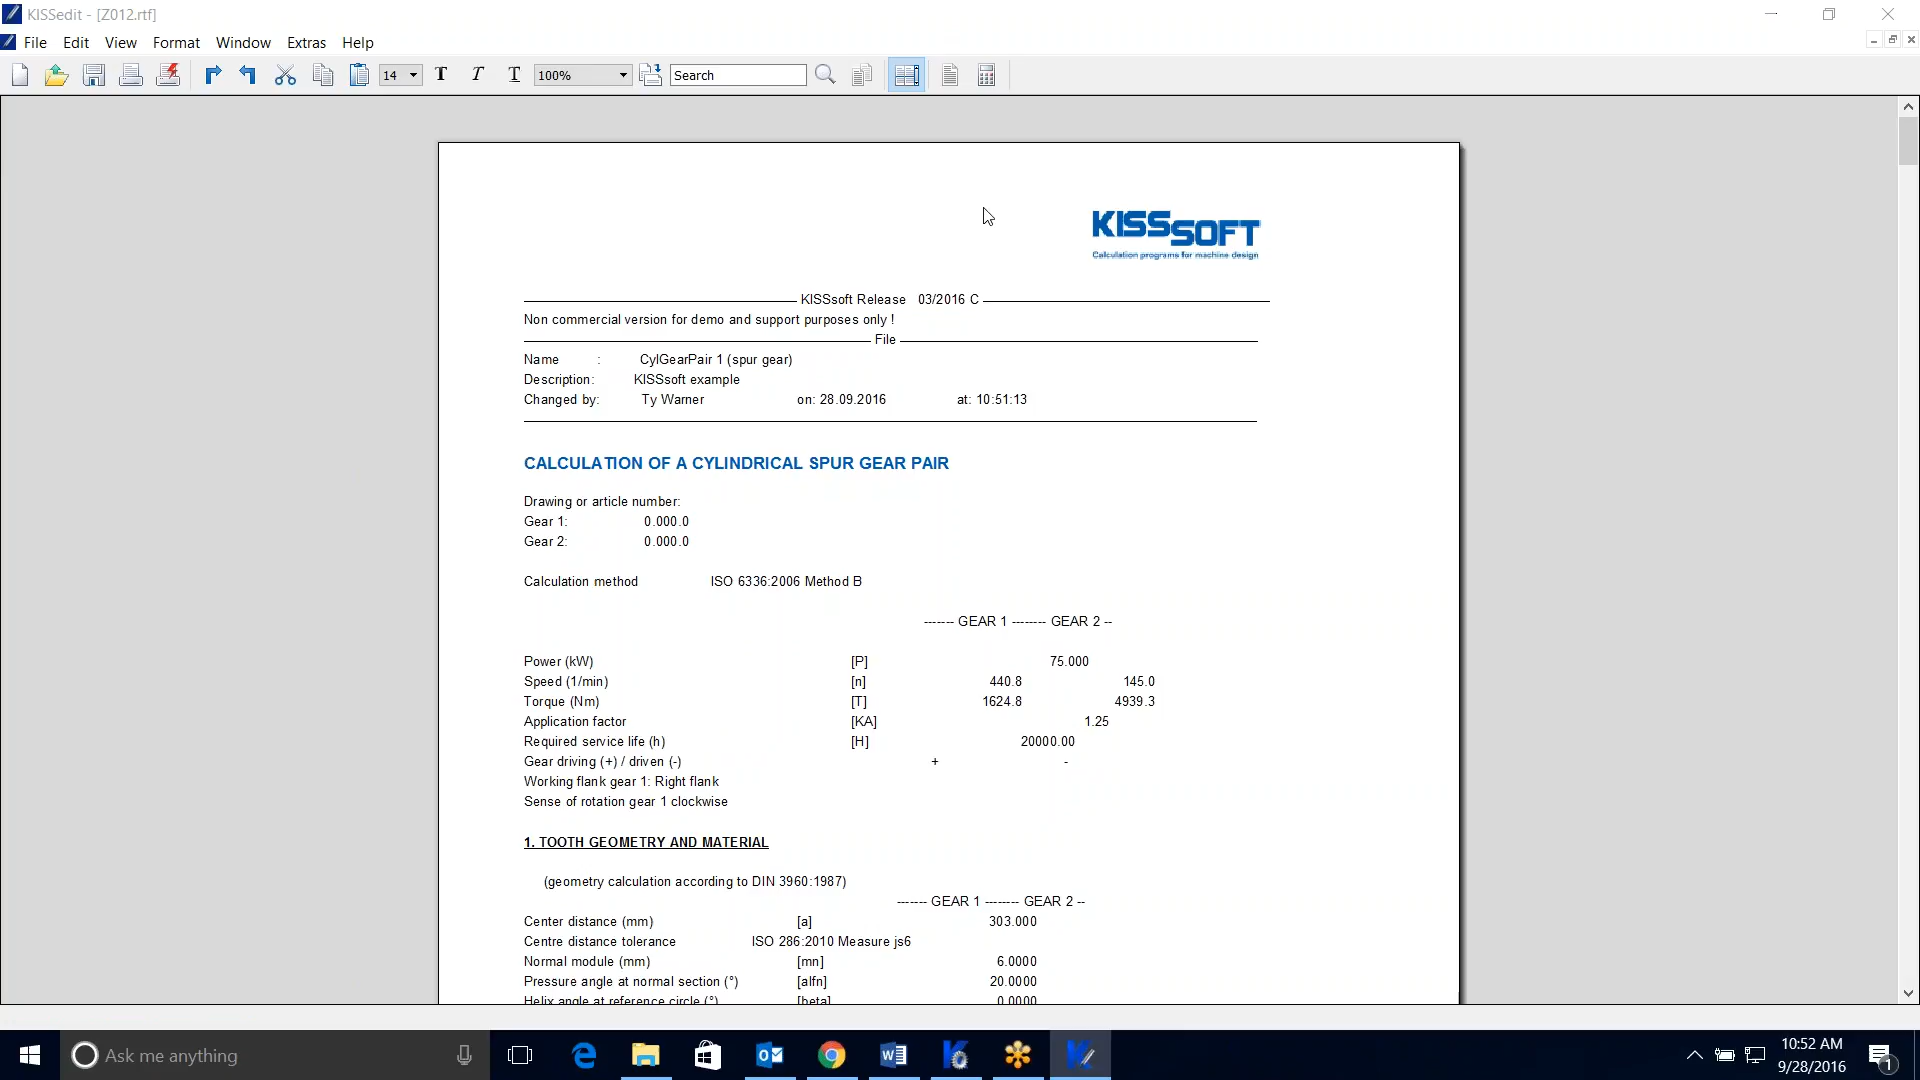 KISSedit - [Z012.rtf]
File Edit View Format Window Extras Help
14 T T T 100% Search
KISSSOFT
Calculation programs for machine design
KISSsoft Release 03/2016 C
Non commercial version for demo and support purposes only !
File
Name : CylGearPair 1 (spur gear)
Description: KISSsoft example
Changed by: Ty Warner on: 28.09.2016 at: 10:51:13
CALCULATION OF A CYLINDRICAL SPUR GEAR PAIR
Drawing or article number:
Gear 1: 0.000.0
Gear 2: 0.000.0
Calculation method ISO 6336:2006 Method B
------- GEAR 1 -------- GEAR 2 --
Power (kW) [P] 75.000
Speed (1/min) [n] 440.8 145.0
Torque (Nm) [T] 1624.8 4939.3
Application factor [KA] 1.25
Required service life (h) [H] 20000.00
Gear driving (+) / driven (-) + -
Working flank gear 1: Right flank
Sense of rotation gear 1 clockwise
1. TOOTH GEOMETRY AND MATERIAL
(geometry calculation according to DIN 3960:1987)
------- GEAR 1 -------- GEAR 2 --
Center distance (mm) [a] 303.000
Centre distance tolerance ISO 286:2010 Measure js6
Normal module (mm) [mn] 6.0000
Pressure angle at normal section (°) [alfn] 20.0000
Helix angle at reference circle (°) [beta] 0.0000
Ask me anything
10:52 AM
9/28/2016
1